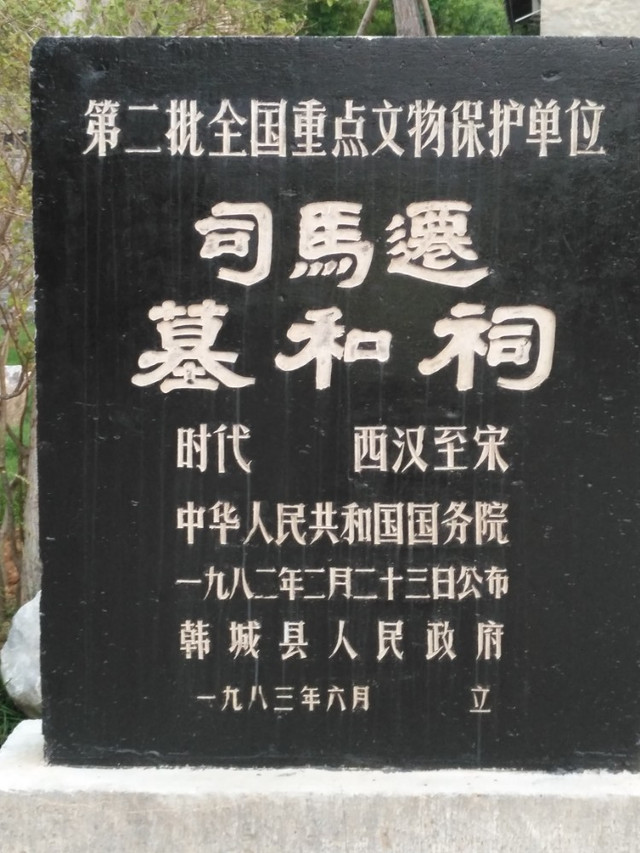 第二批全国重点文物保护单位
司馬遷
墓和祠
时代 西汉至宋
中华人民共和国国务院
一九八二年二月二十三日公布
韩城县人民政府
一九八三年六月 立